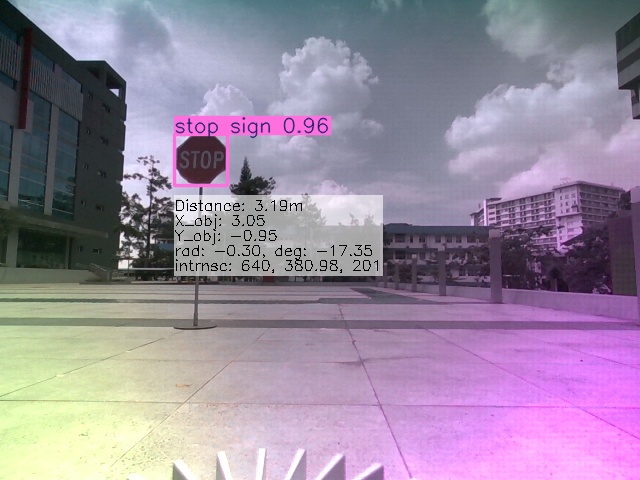 stop sign 0.96
STOP
Distance: 3.19m
X_obj: 3.05
Y_obj: -0.95
rad: -0.30, deg: -17.35
intrnsc: 640, 380.98, 201